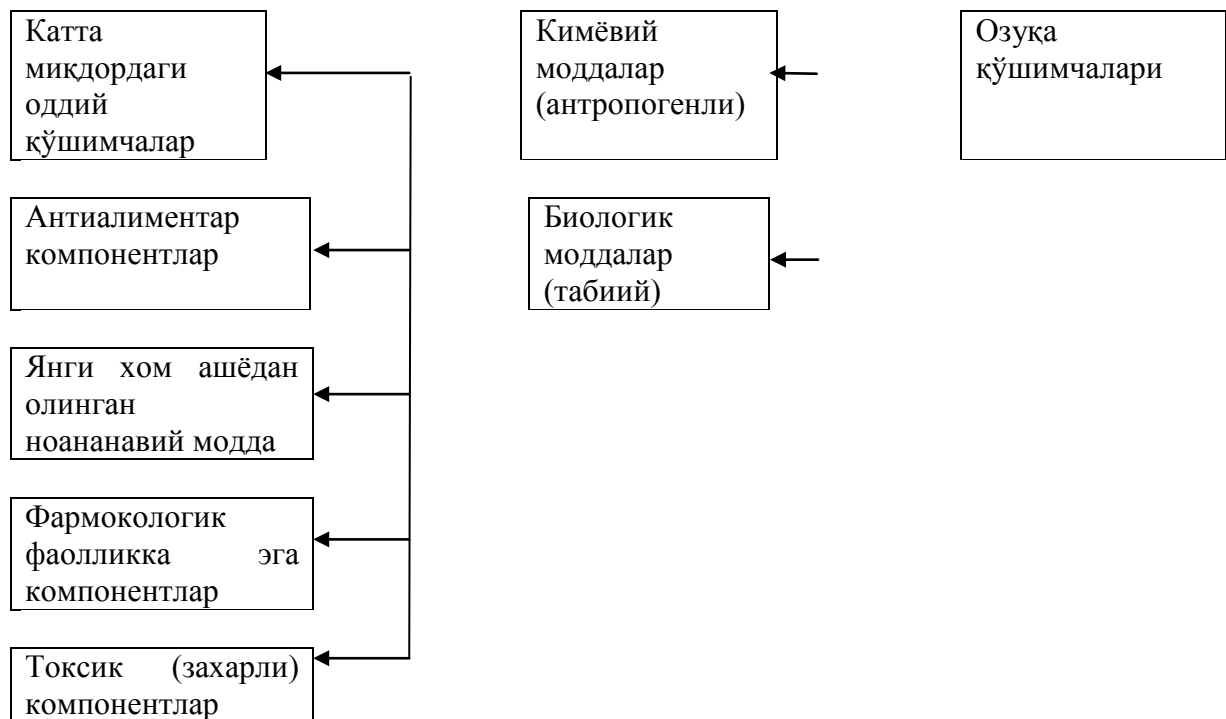 Катта
миқдордаги
оддий
қўшимчалар
Кимёвий
моддалар
(антропогенли)
Озуқа
қўшимчалари
Антиалиментар
компонентлар
Биологик
моддалар
(табиий)
Янги хом ашёдан
олинган
ноананавий модда
Фармокологик
фаолликка эга
компонентлар
Токсик (захарли)
компонентлар